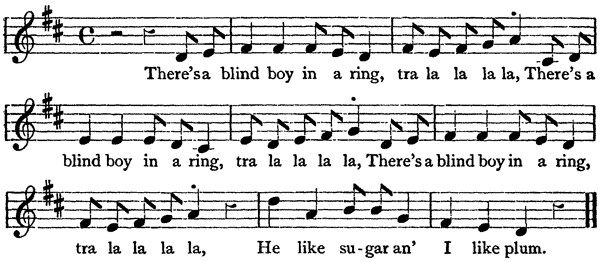 There's a blind boy in a ring, tra la la la la, There's a
blind boy in a ring, tra la la la la, There's a blind boy in a ring,
tra la la la la, He like su-gar an' I like plum.